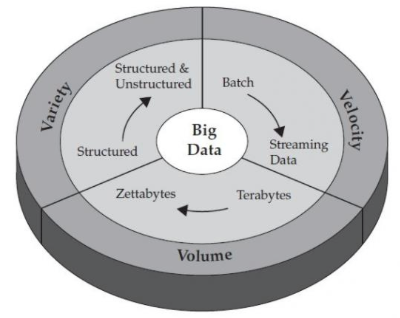 Variety
Structured &
Unstructured
Structured
Big
Data
Batch
Streaming
Data
Velocity
Zettabytes
Terabytes
Volume